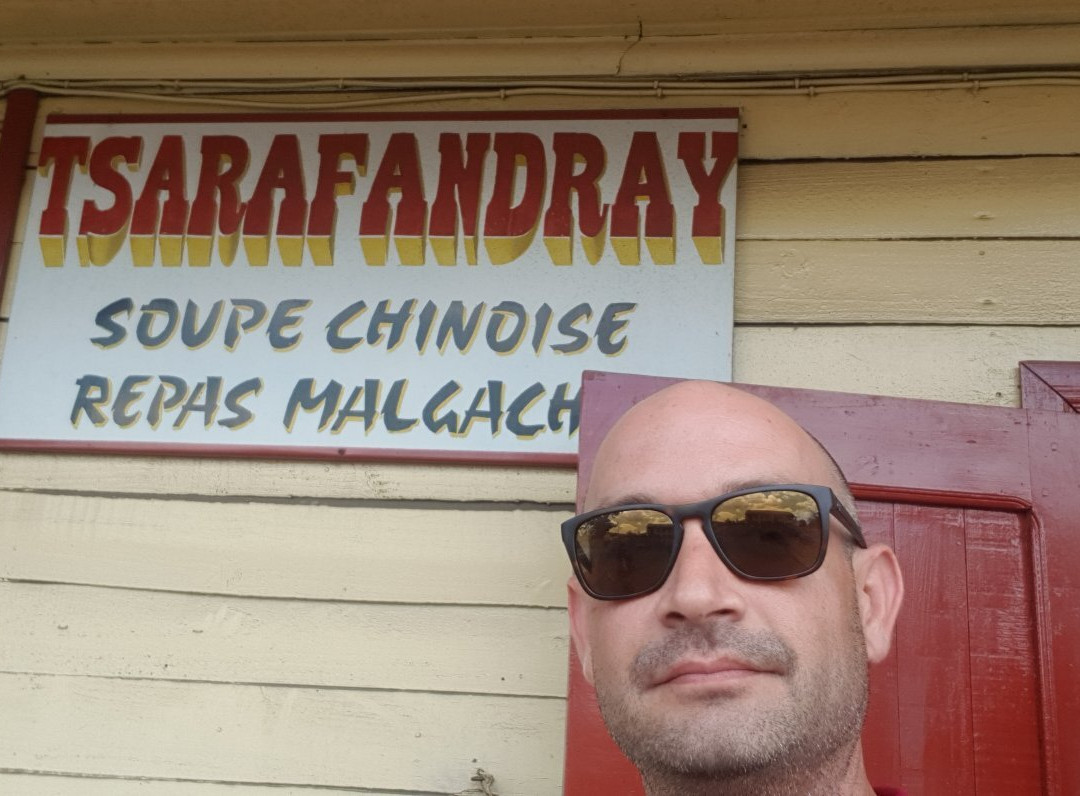 TSARAFANDRAY
SOUPE CHINOISE
REPAS MALGACH